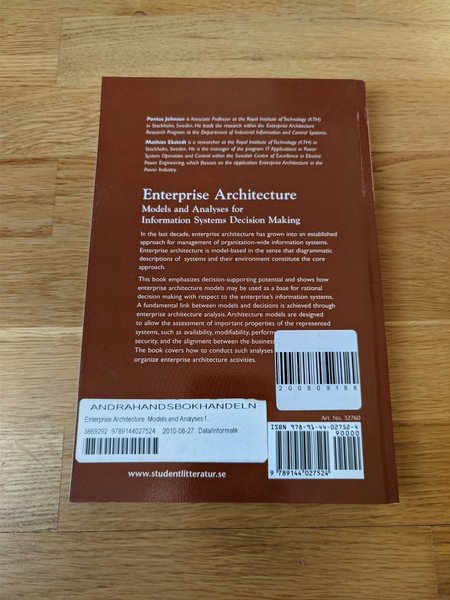 Pontus Johnson is Associate Professor at the Royal Institute of Technology (KTH)
in Stockholm, Sweden. He leads the research within the Enterprise Architecture
Research Program at the Department of Industrial Information and Control Systems.
Mathias Ekstedt is a researcher at the Royal Institute of Technology (KTH) in
Stockholm, Sweden. He is the manager of the program IT Applications in Power
System Operation and Control within the Swedish Centre of Excellence in Electric
Power Engineering, which focuses on the application Enterprise Architecture in the
Power Industry.
Enterprise Architecture
Models and Analyses for
Information Systems Decision Making
In the last decade, enterprise architecture has grown into an established
approach for management of organization-wide information systems.
Enterprise architecture is model-based in the sense that diagrammatic
descriptions of systems and their environment constitute the core
approach.
This book emphasizes decision-supporting potential and shows how
enterprise architecture models may be used as a base for rational
decision making with respect to the enterprise's information systems.
A fundamental link between models and decisions is achieved through
enterprise architecture analysis. Architecture models are designed
to allow the assessment of important properties of the represented
systems, such as availability, modifiability, perform
security, and the alignment between the business
The book covers how to conduct such analyses
organize enterprise architecture activities.
200809188
ANDRAHANDSBOKHANDELN
Enterprise Architecture: Models and Analyses f
3869292 9789144027524 2010-08-27 Data/Informatik
Art. No. 32760
ISBN 978-91-44-02752-4
90000
9 789144 027524
www.studentlitteratur.se